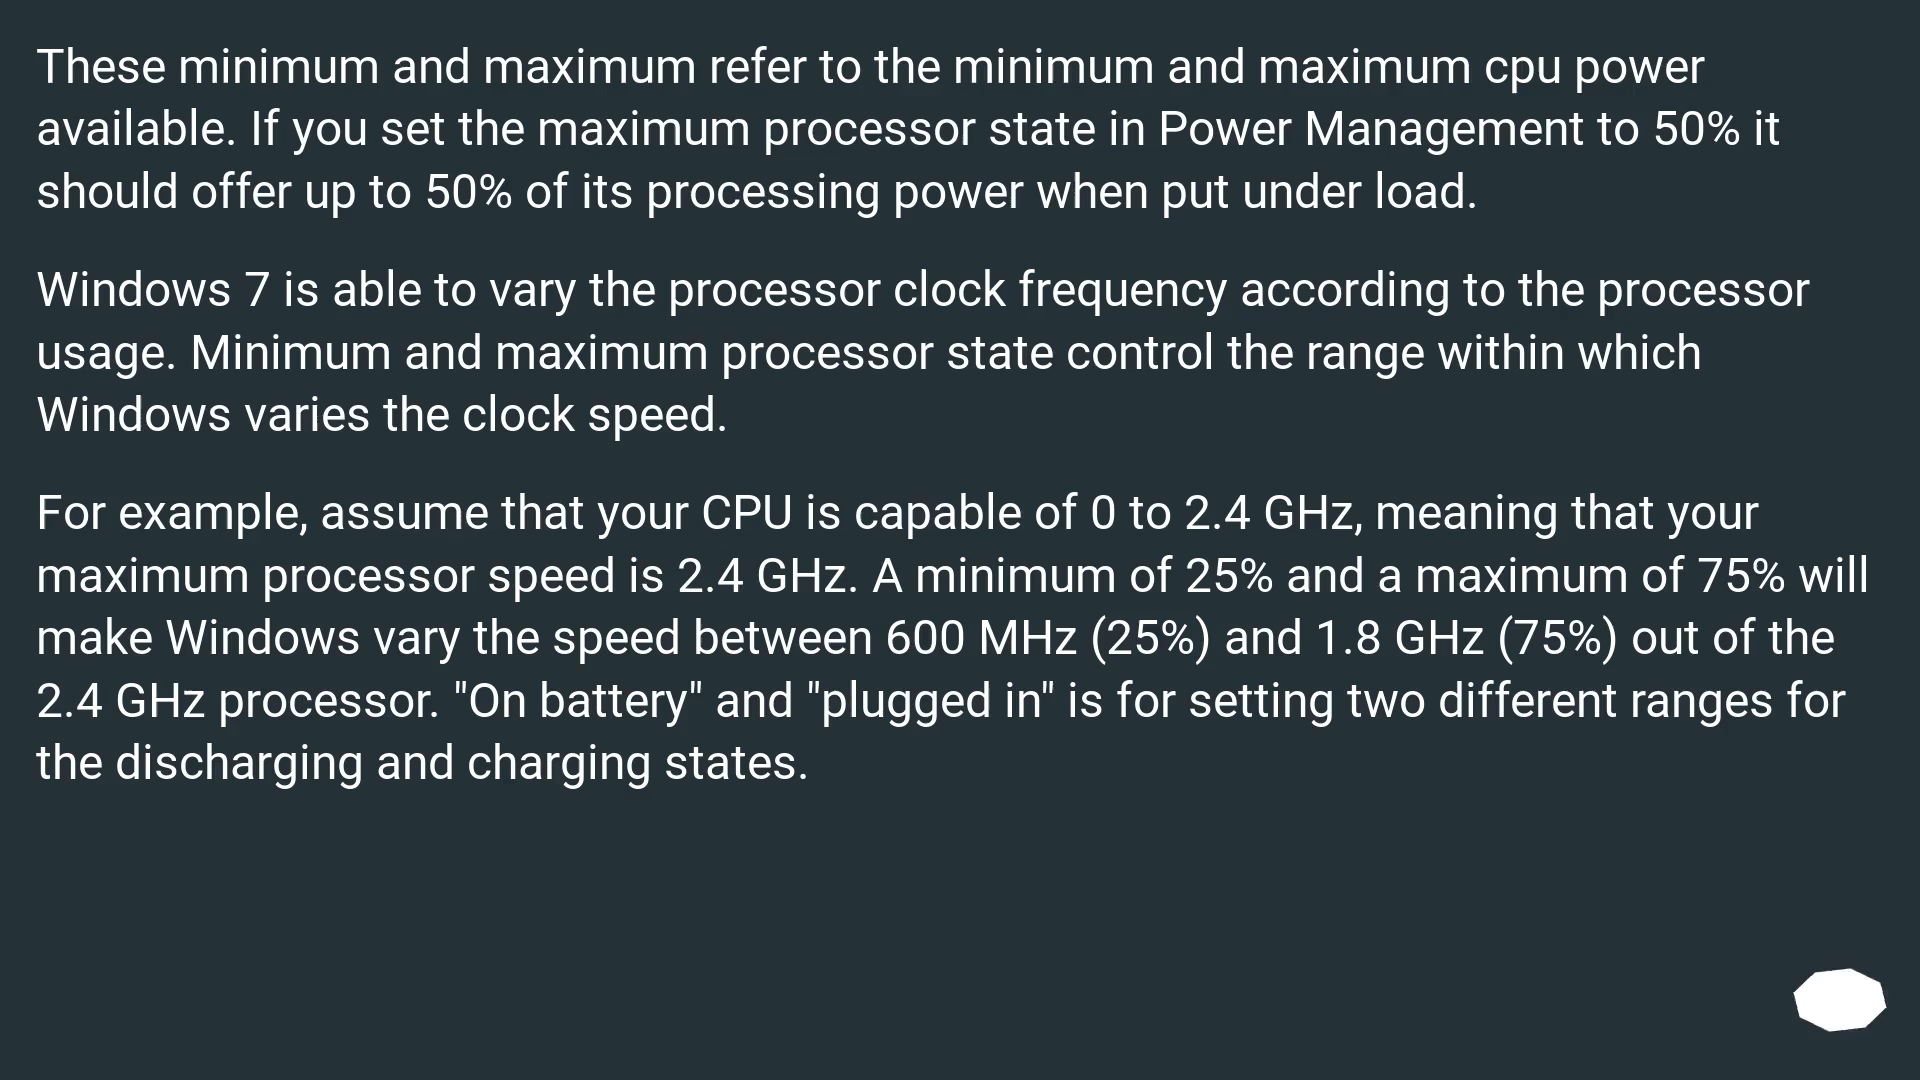 These minimum and maximum refer to the minimum and maximum cpu power
available. If you set the maximum processor state in Power Management to 50% it
should offer up to 50% of its processing power when put under load.
Windows 7 is able to vary the processor clock frequency according to the processor
usage. Minimum and maximum processor state control the range within which
Windows varies the clock speed.
For example, assume that your CPU is capable of 0 to 2.4 GHz, meaning that your
maximum processor speed is 2.4 GHz. A minimum of 25% and a maximum of 75% will
make Windows vary the speed between 600 MHz (25%) and 1.8 GHz (75%) out of the
2.4 GHz processor. "On battery" and "plugged in" is for setting two different ranges for
the discharging and charging states.